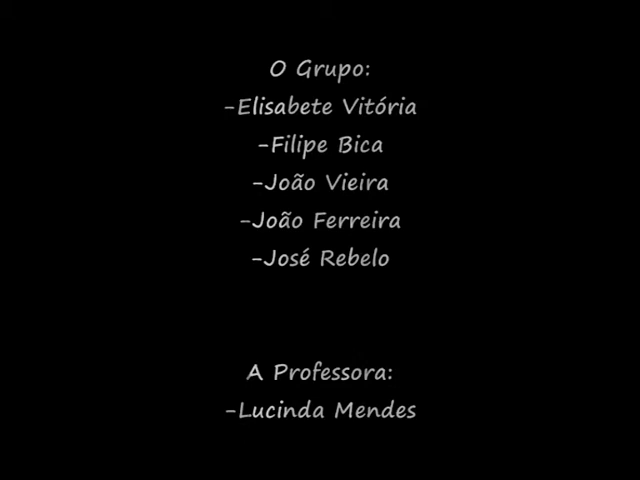 O Grupo:
-Elisabete Vitória
-Filipe Bica
-João Vieira
-João Ferreira
-José Rebelo
A Professora:
-Lucinda Mendes